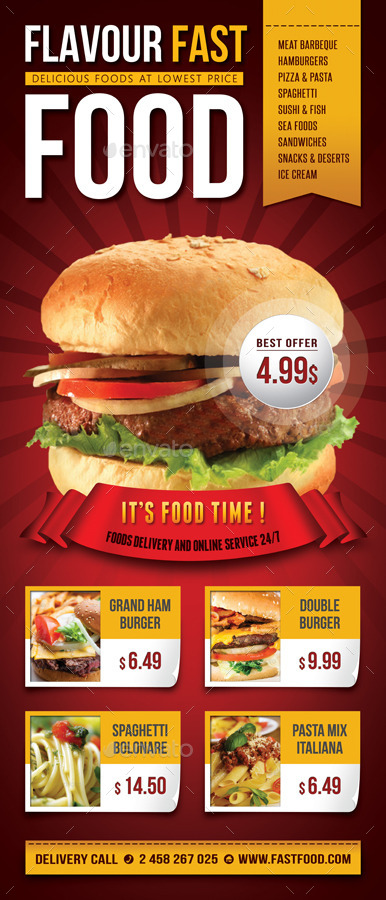 FLAVOUR FAST
DELICIOUS FOODS AT LOWEST PRICE
FOOD
MEAT BARBEQUE
HAMBURGERS
PIZZA & PASTA
SPAGHETTI
SUSHI & FISH
SEA FOODS
SANDWICHES
SNACKS & DESERTS
ICE CREAM
envato
BEST OFFER
4.99$
envato
IT'S FOOD TIME !
FOODS DELIVERY AND ONLINE SERVICE 24/7
GRAND HAM
BURGER
$ 6.49
DOUBLE
BURGER
$ 9.99
SPAGHETTI
BOLONARE
$ 14.50
PASTA MIX
ITALIANA
$ 6.49
envato
DELIVERY CALL 2 458 267 025 WWW.FASTFOOD.COM